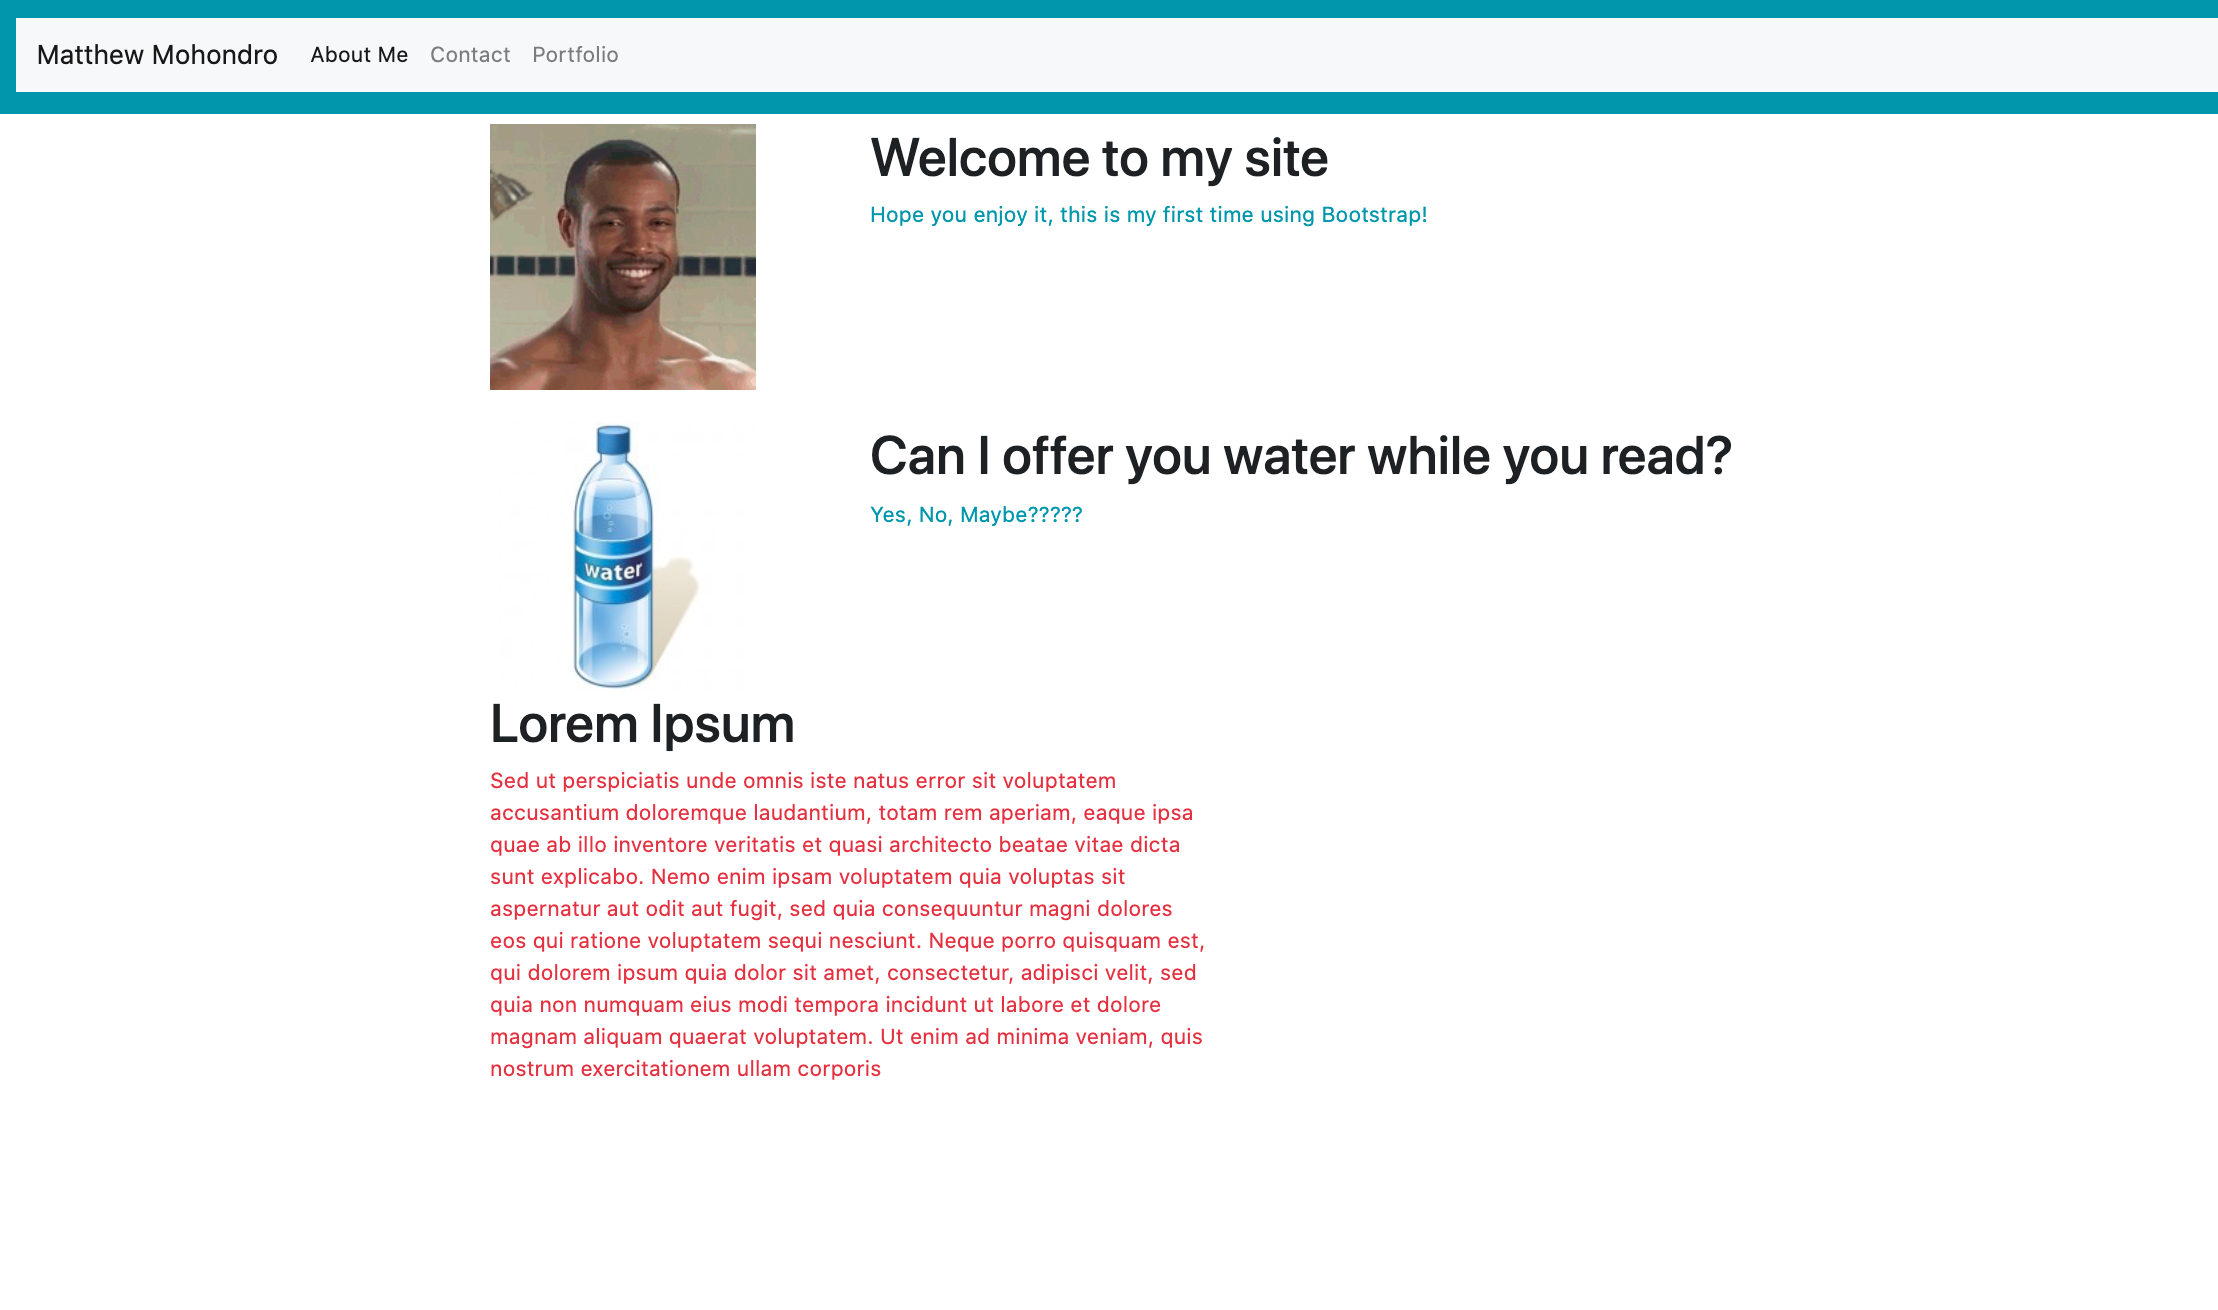 Matthew Mohondro About Me Contact Portfolio
Welcome to my site
Hope you enjoy it, this is my first time using Bootstrap!
Can I offer you water while you read?
Yes, No, Maybe?????
water
Lorem Ipsum
Sed ut perspiciatis unde omnis iste natus error sit voluptatem
accusantium doloremque laudantium, totam rem aperiam, eaque ipsa
quae ab illo inventore veritatis et quasi architecto beatae vitae dicta
sunt explicabo. Nemo enim ipsam voluptatem quia voluptas sit
aspernatur aut odit aut fugit, sed quia consequuntur magni dolores
eos qui ratione voluptatem sequi nesciunt. Neque porro quisquam est,
qui dolorem ipsum quia dolor sit amet, consectetur, adipisci velit, sed
quia non numquam eius modi tempora incidunt ut labore et dolore
magnam aliquam quaerat voluptatem. Ut enim ad minima veniam, quis
nostrum exercitationem ullam corporis